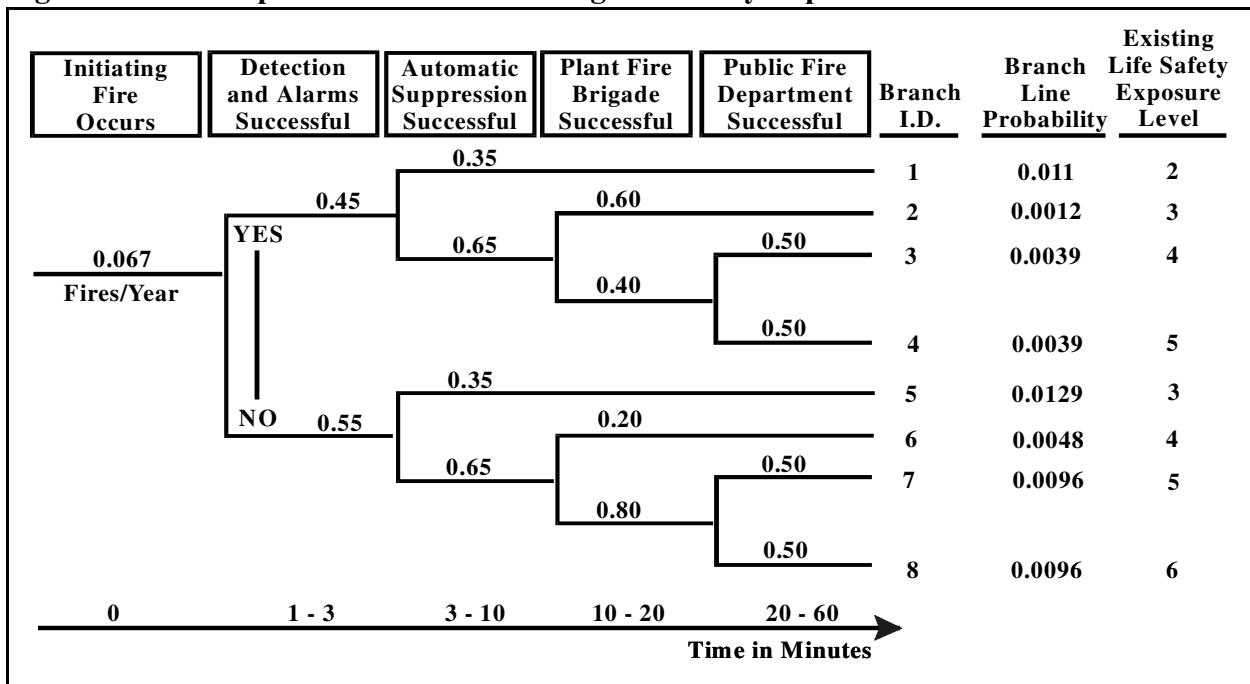 Initiating
Fire
Occurs
Detection
and Alarms
Successful
Automatic
Suppression
Successful
Plant Fire
Brigade
Successful
Public Fire
Department
Successful
Branch
I.D.
Branch
Line
Probability
Existing
Life Safety
Exposure
Level
0.35
1 0.011 2
0.45
0.60
2 0.0012 3
YES
0.65
0.50
3 0.0039 4
0.067
Fires/Year
0.40
0.50
4 0.0039 5
0.35
5 0.0129 3
NO
0.55
0.20
6 0.0048 4
0.65
0.50
7 0.0096 5
0.80
0.50
8 0.0096 6
0 1 - 3 3 - 10 10 - 20 20 - 60
Time in Minutes